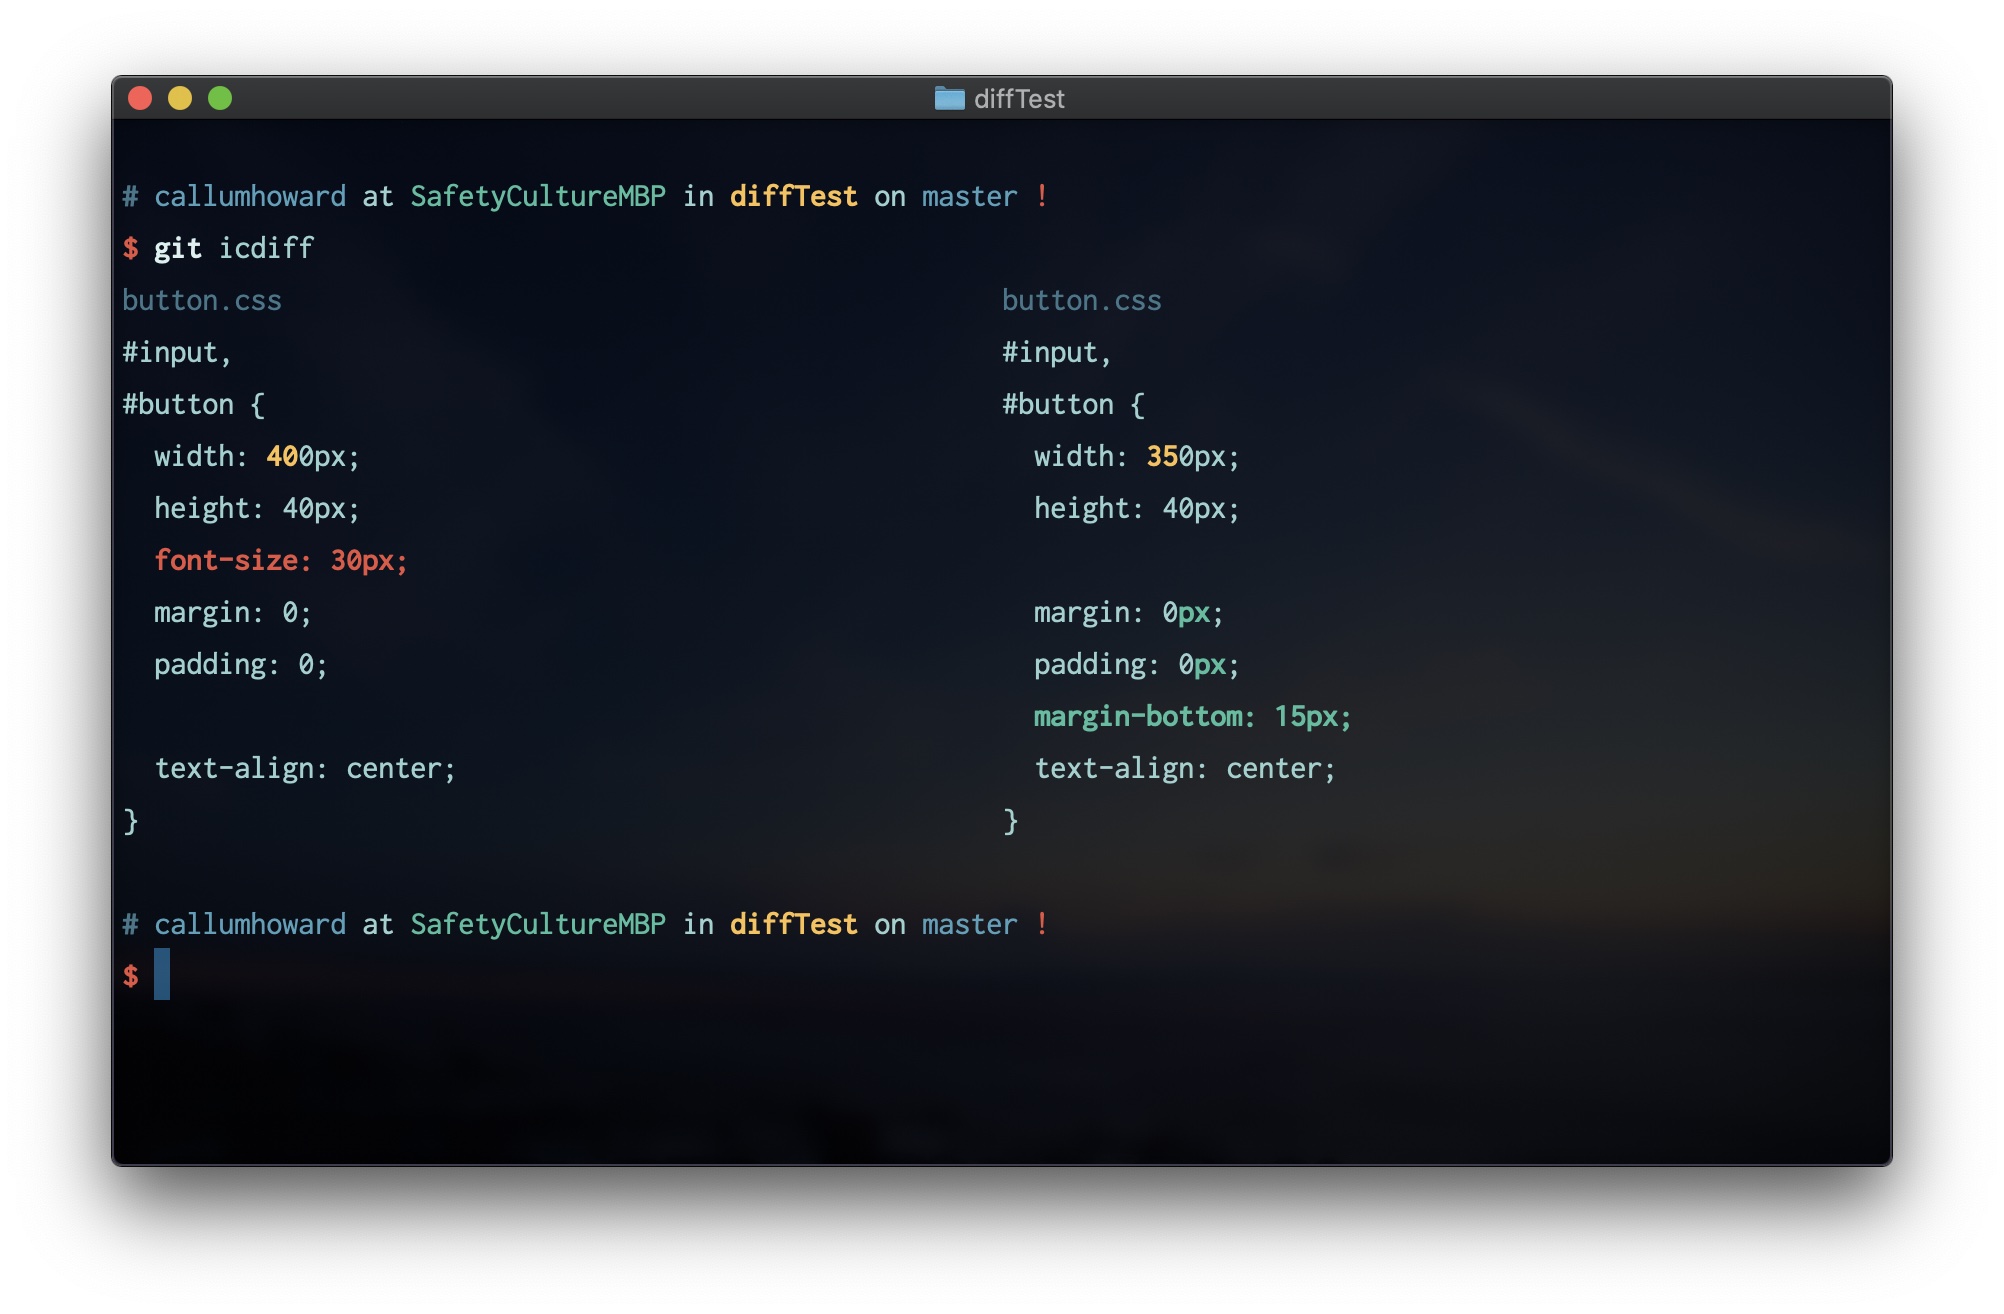 diffTest
# callumhoward at SafetyCultureMBP in diffTest on master !
$ git icdiff
button.css button.css
#input, #input,
#button { #button {
width: 400px; width: 350px;
height: 40px; height: 40px;
font-size: 30px;
margin: 0; margin: 0px;
padding: 0; padding: 0px;
margin-bottom: 15px;
text-align: center; text-align: center;
} }
# callumhoward at SafetyCultureMBP in diffTest on master !
$